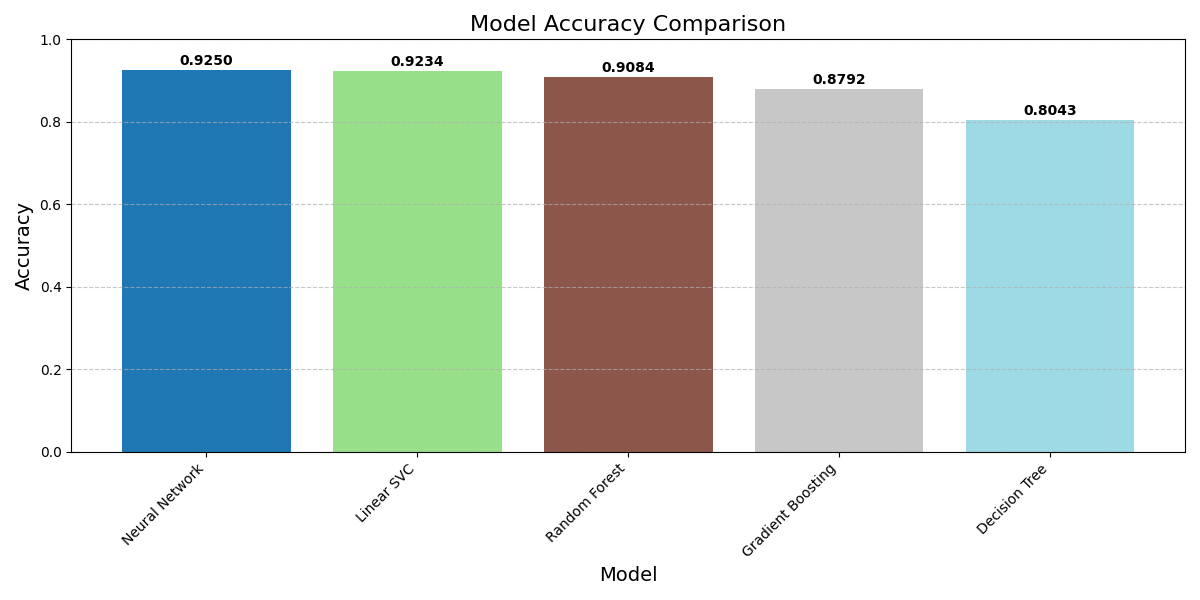 Model Accuracy Comparison
1.0
0.8
0.6
0.4
0.2
0.0
Accuracy
0.9250
0.9234
0.9084
0.8792
0.8043
Neural Network
Linear SVC
Random Forest
Gradient Boosting
Decision Tree
Model